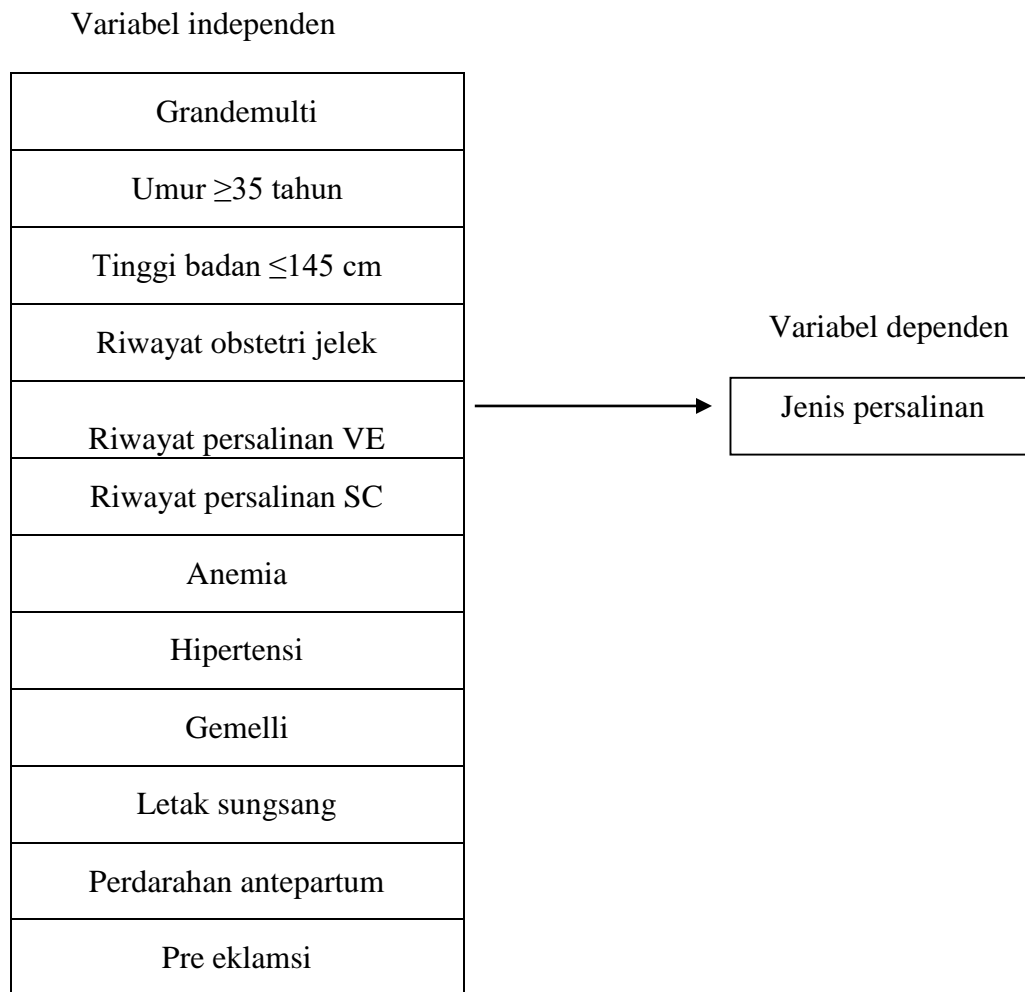 Variabel independen
Grandemulti
Umur ≥35 tahun
Tinggi badan ≤145 cm
Riwayat obstetri jelek
Riwayat persalinan VE
Riwayat persalinan SC
Anemia
Hipertensi
Gemelli
Letak sungsang
Perdarahan antepartum
Pre eklamsi
Variabel dependen
Jenis persalinan